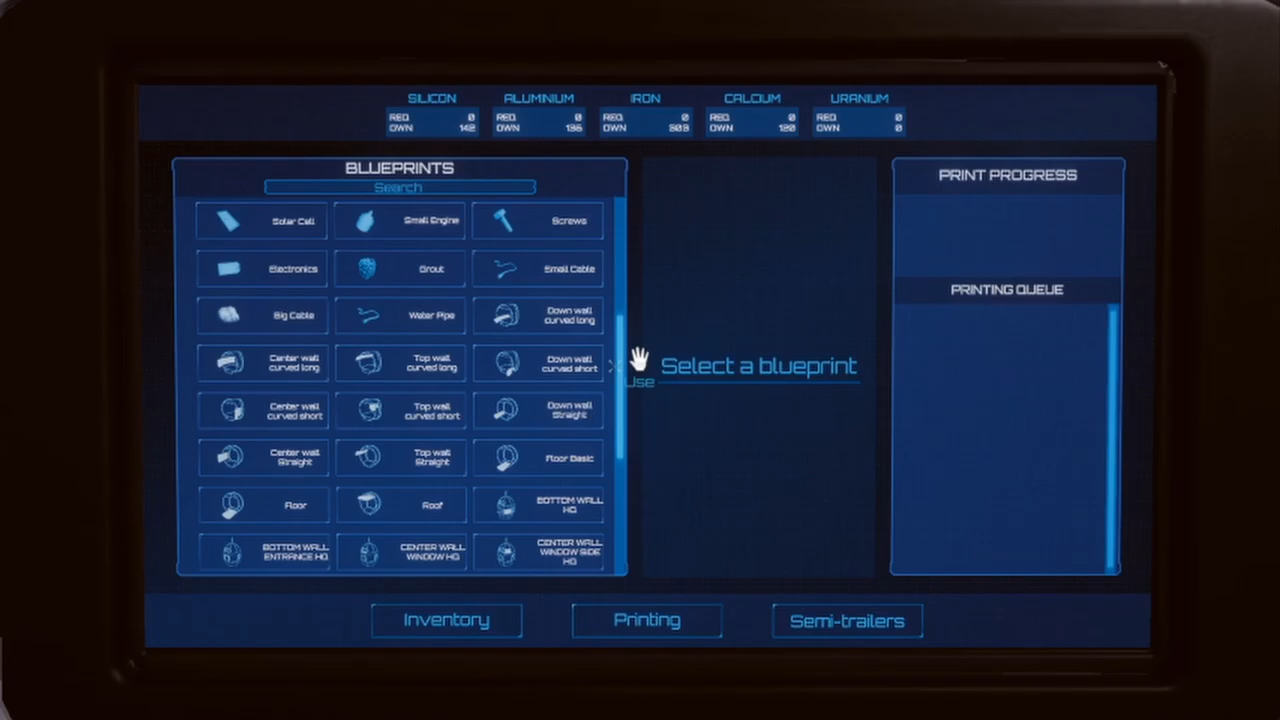 SILICON ALUMINIUM IRON CALCIUM URANIUM
REQ 0 REQ 0 REQ 0 REQ 0 REQ 0
OWN 142 OWN 136 OWN 303 OWN 120 OWN 0
BLUEPRINTS
Search
Solar Cell
Small Engine
Screws
Electronics
Grout
Small Cable
Big Cable
Water Pipe
Down wall
curved long
Center wall
curved long
Top wall
curved long
Down wall
curved short
Center wall
curved short
Top wall
curved short
Down wall
Straight
Center wall
Straight
Top wall
Straight
Floor Basic
Floor
Roof
BOTTOM WALL
HQ
BOTTOM WALL
ENTRANCE HQ
CENTER WALL
WINDOW HQ
CENTER WALL
WINDOW SIDE
HQ
Use
Select a blueprint
PRINT PROGRESS
PRINTING QUEUE
Inventory
Printing
Semi-trailers